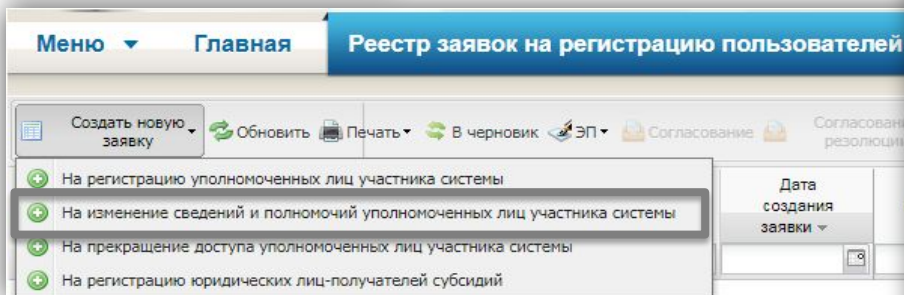 Меню Главная Реестр заявок на регистрацию пользователей
Создать новую заявку Обновить Печать В черновик ЭП Согласование
На регистрацию уполномоченных лиц участника системы
На изменение сведений и полномочий уполномоченных лиц участника системы
На прекращение доступа уполномоченных лиц участника системы
На регистрацию юридических лиц-получателей субсидий
Дата
создания
заявки